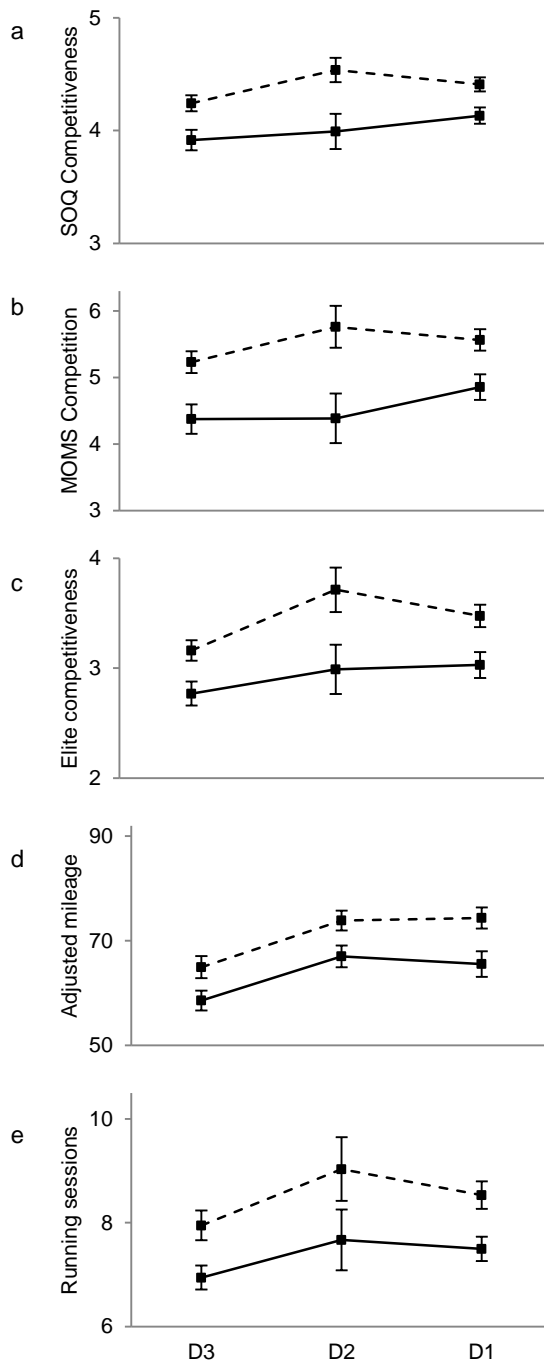 a
SOQ Competitiveness
5
4
3
b
MOMS Competition
6
5
4
3
c
Elite competitiveness
4
3
2
d
Adjusted mileage
90
70
50
e
Running sessions
10
8
6
D3 D2 D1